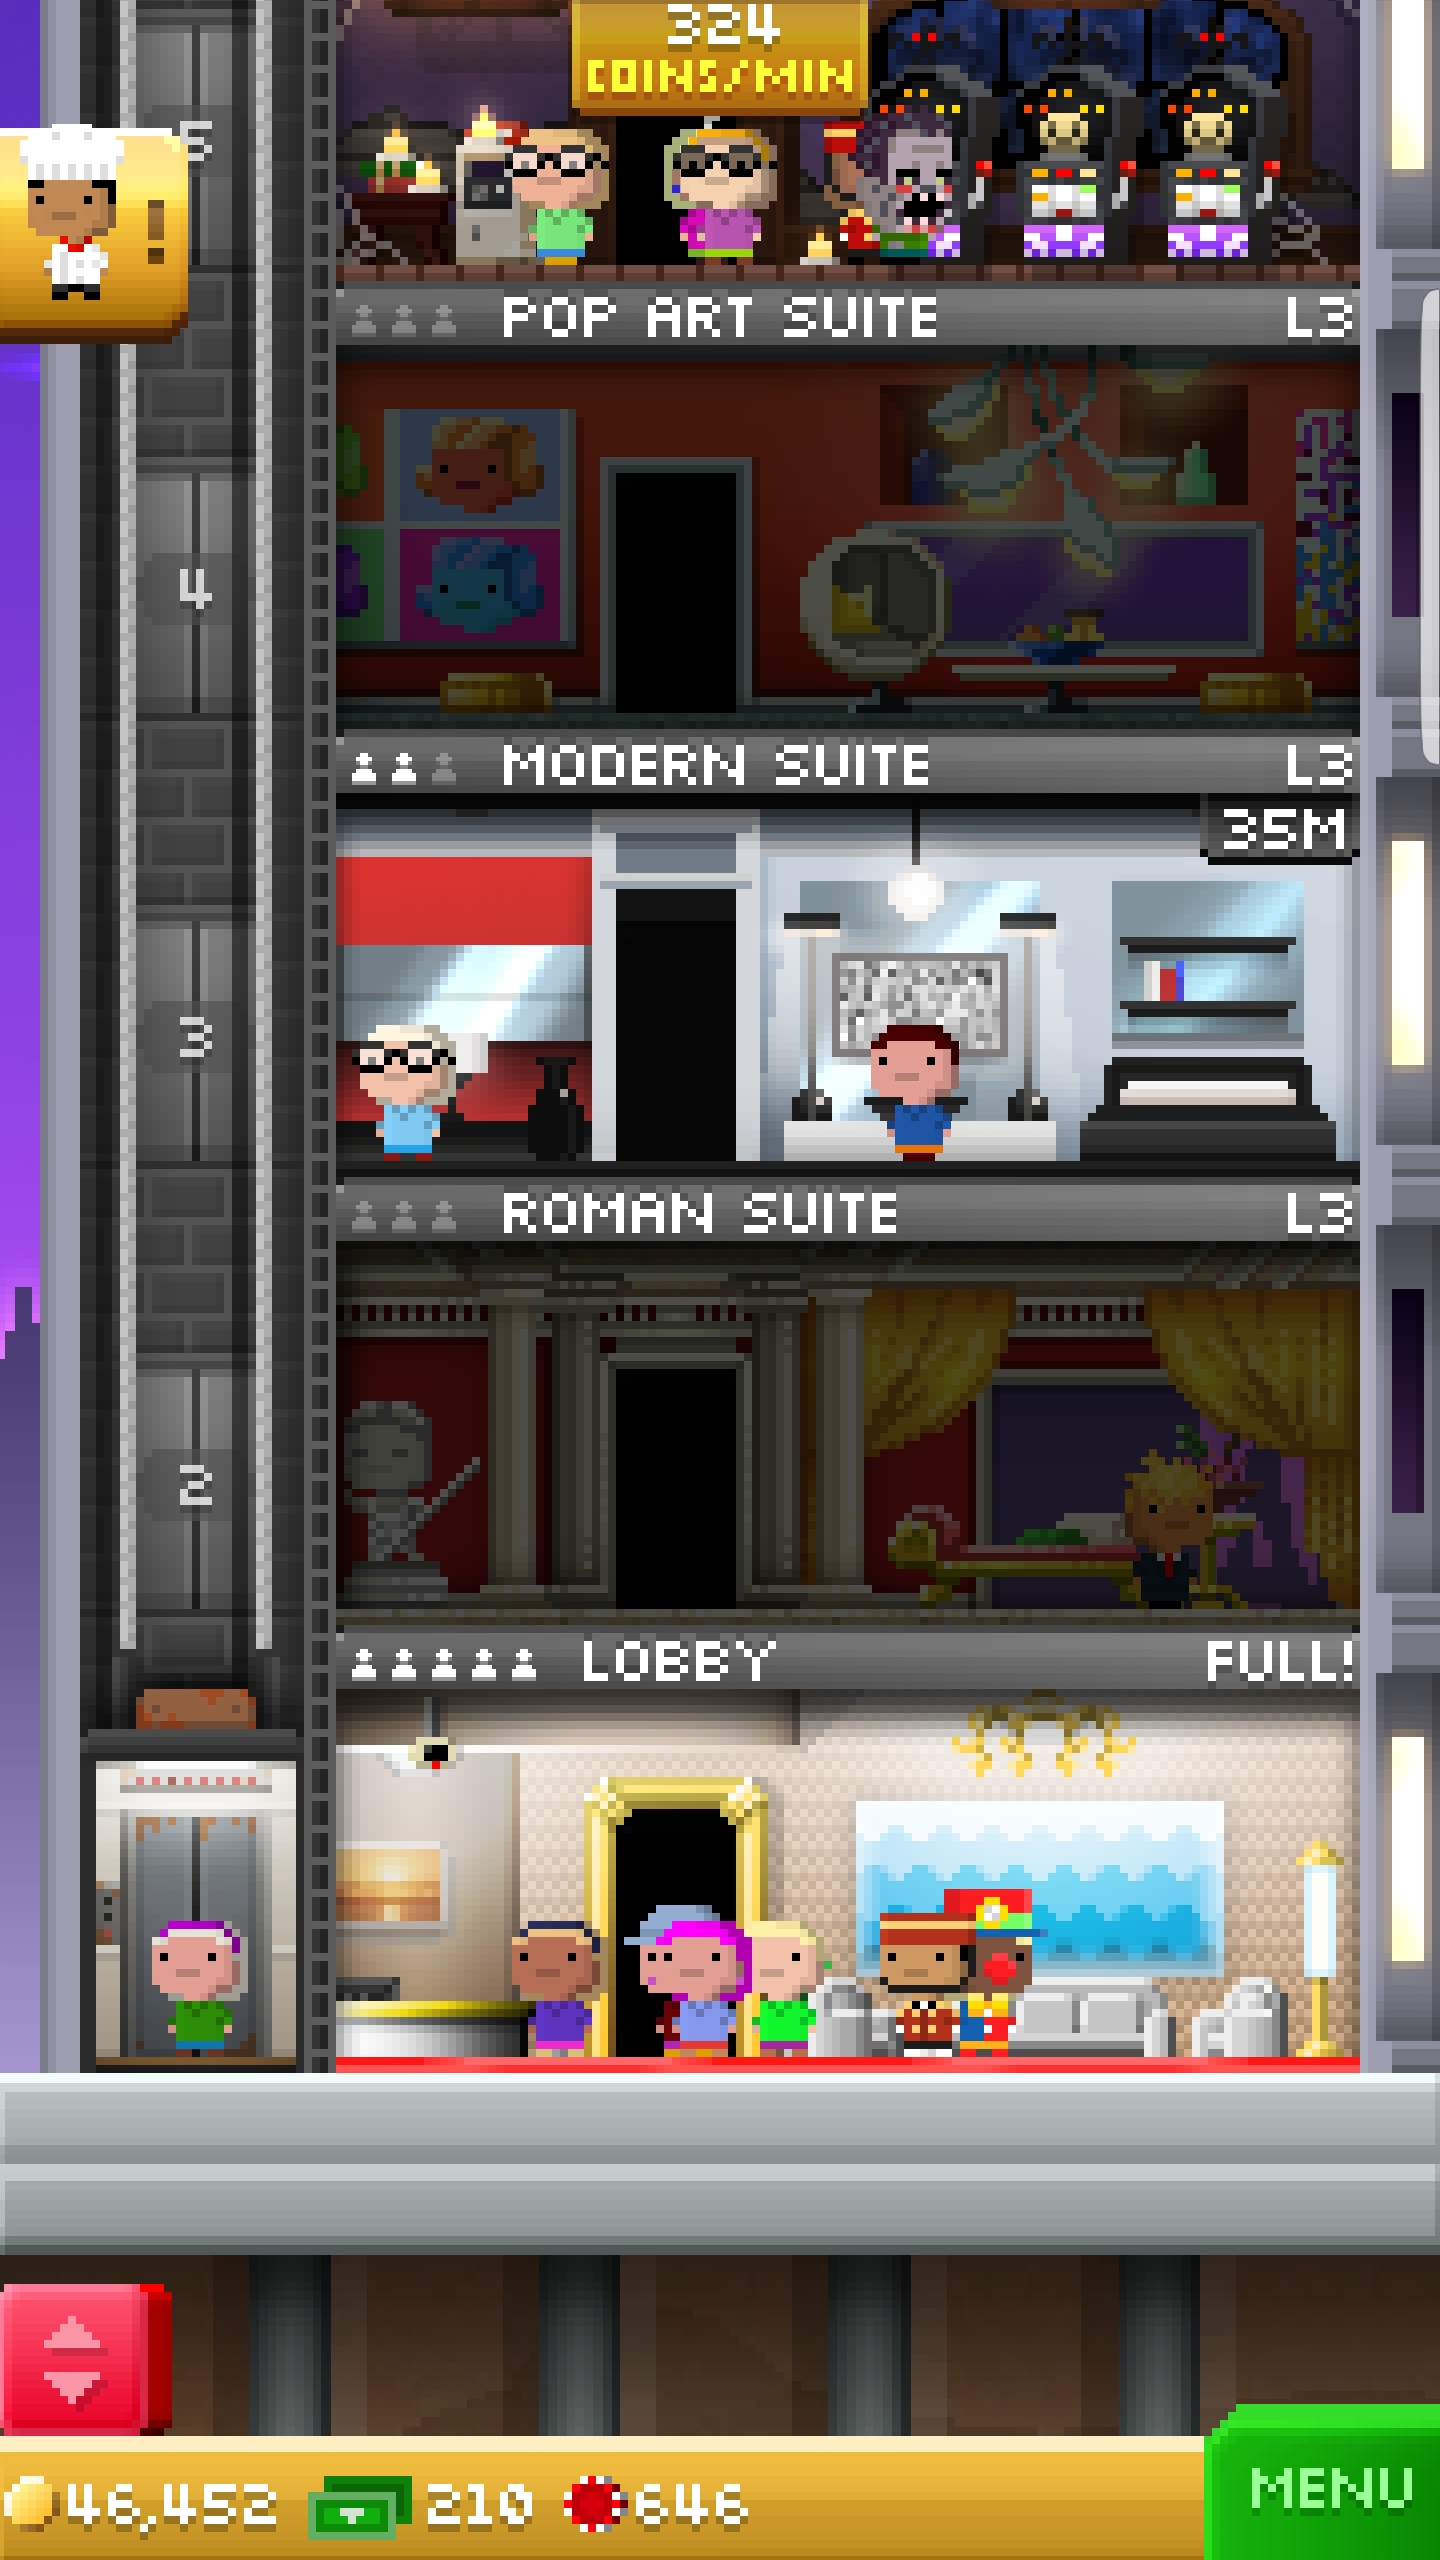 324
COINS/MIN
5
POP ART SUITE L3
4
MODERN SUITE L3
35M
3
ROMAN SUITE L3
2
LOBBY FULL!
46,452 210 646
MENU